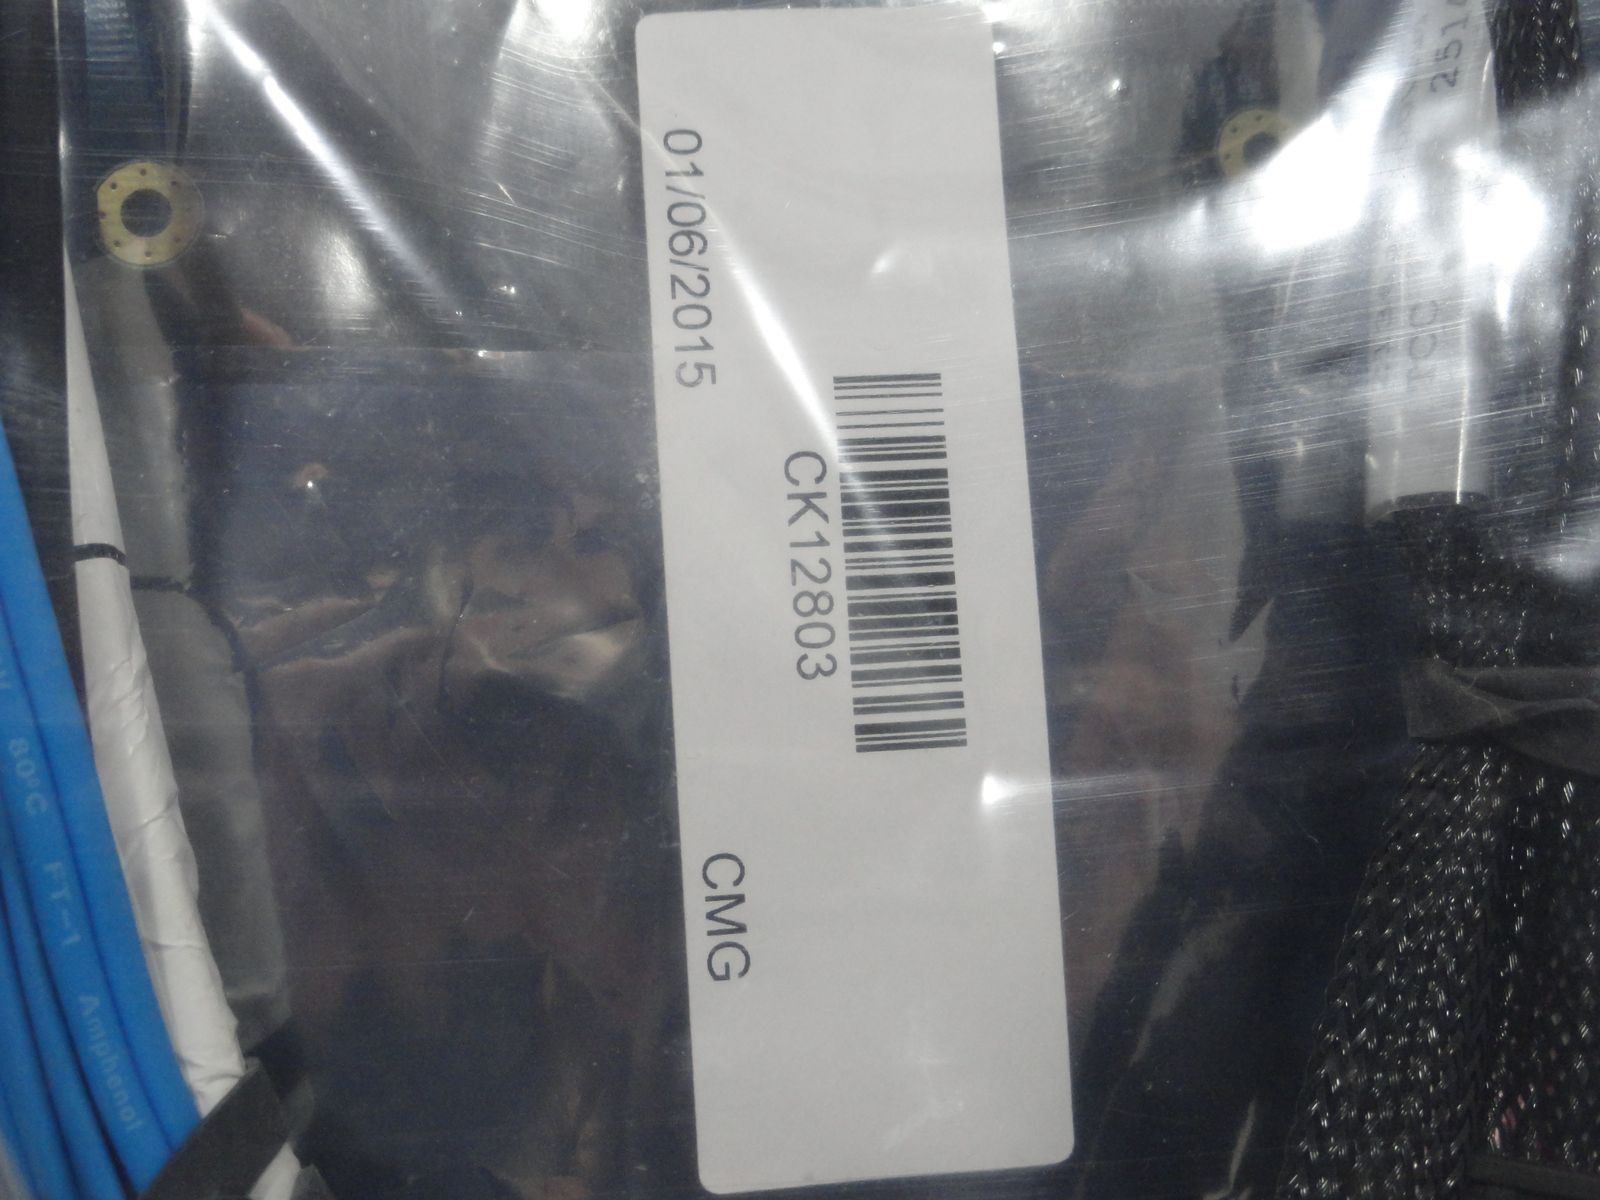 01/06/2015
CK12803
CMG
80°C FT-1 Amphenol